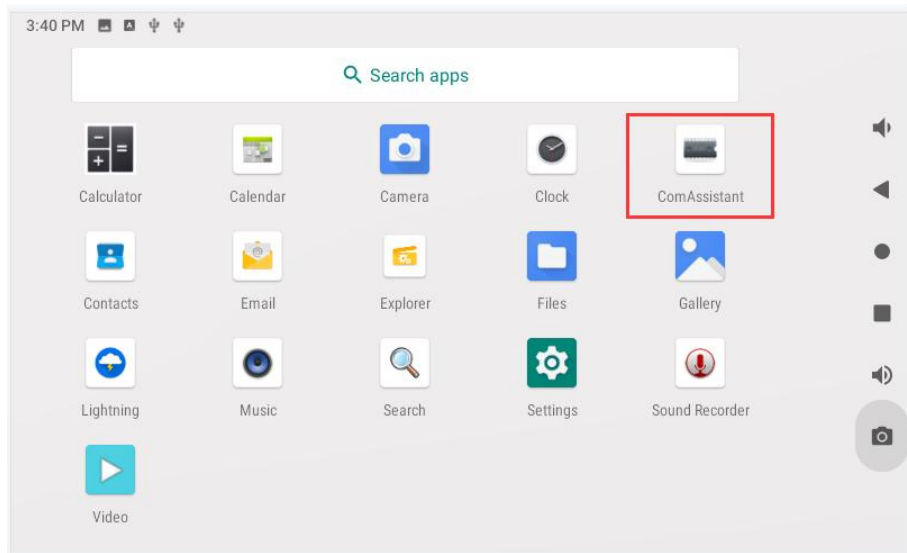 3:40 PM
Search apps
Calculator
Calendar
Camera
Clock
ComAssistant
Contacts
Email
Explorer
Files
Gallery
Lightning
Music
Search
Settings
Sound Recorder
Video